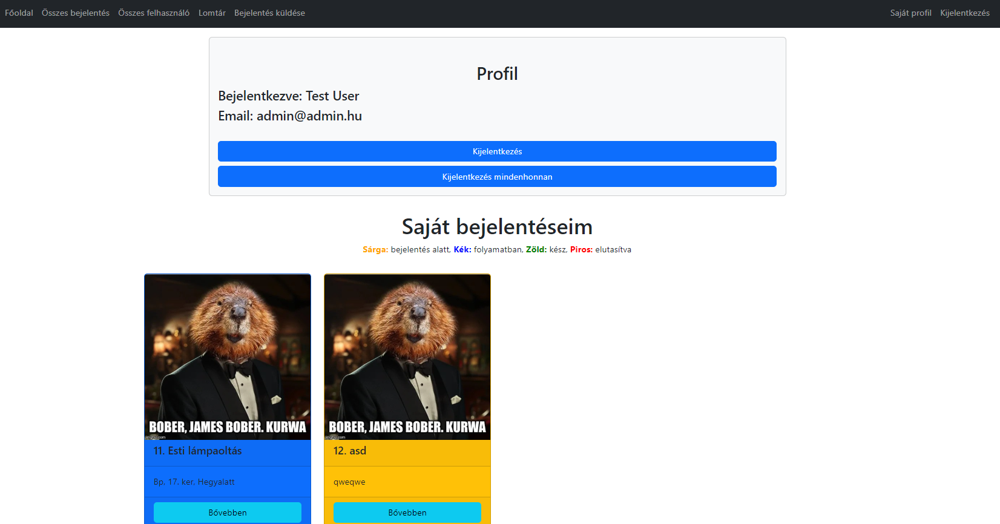 Főoldal Összes bejelentés Összes felhasználó Lomtár Bejelentés küldése Saját profil Kijelentkezés
Profil
Bejelentkezve: Test User
Email: admin@admin.hu
Kijelentkezés
Kijelentkezés mindenhonnan
Saját bejelentéseim
Sárga: bejelentés alatt, Kék: folyamatban, Zöld: kész, Piros: elutasítva
BOBER, JAMES BOBER. KURWA
imgflip.com
11. Esti lámpaoltás
Bp. 17. ker, Hegyalatt
Bővebben
BOBER, JAMES BOBER. KURWA
imgflip.com
12. asd
qweqwe
Bővebben